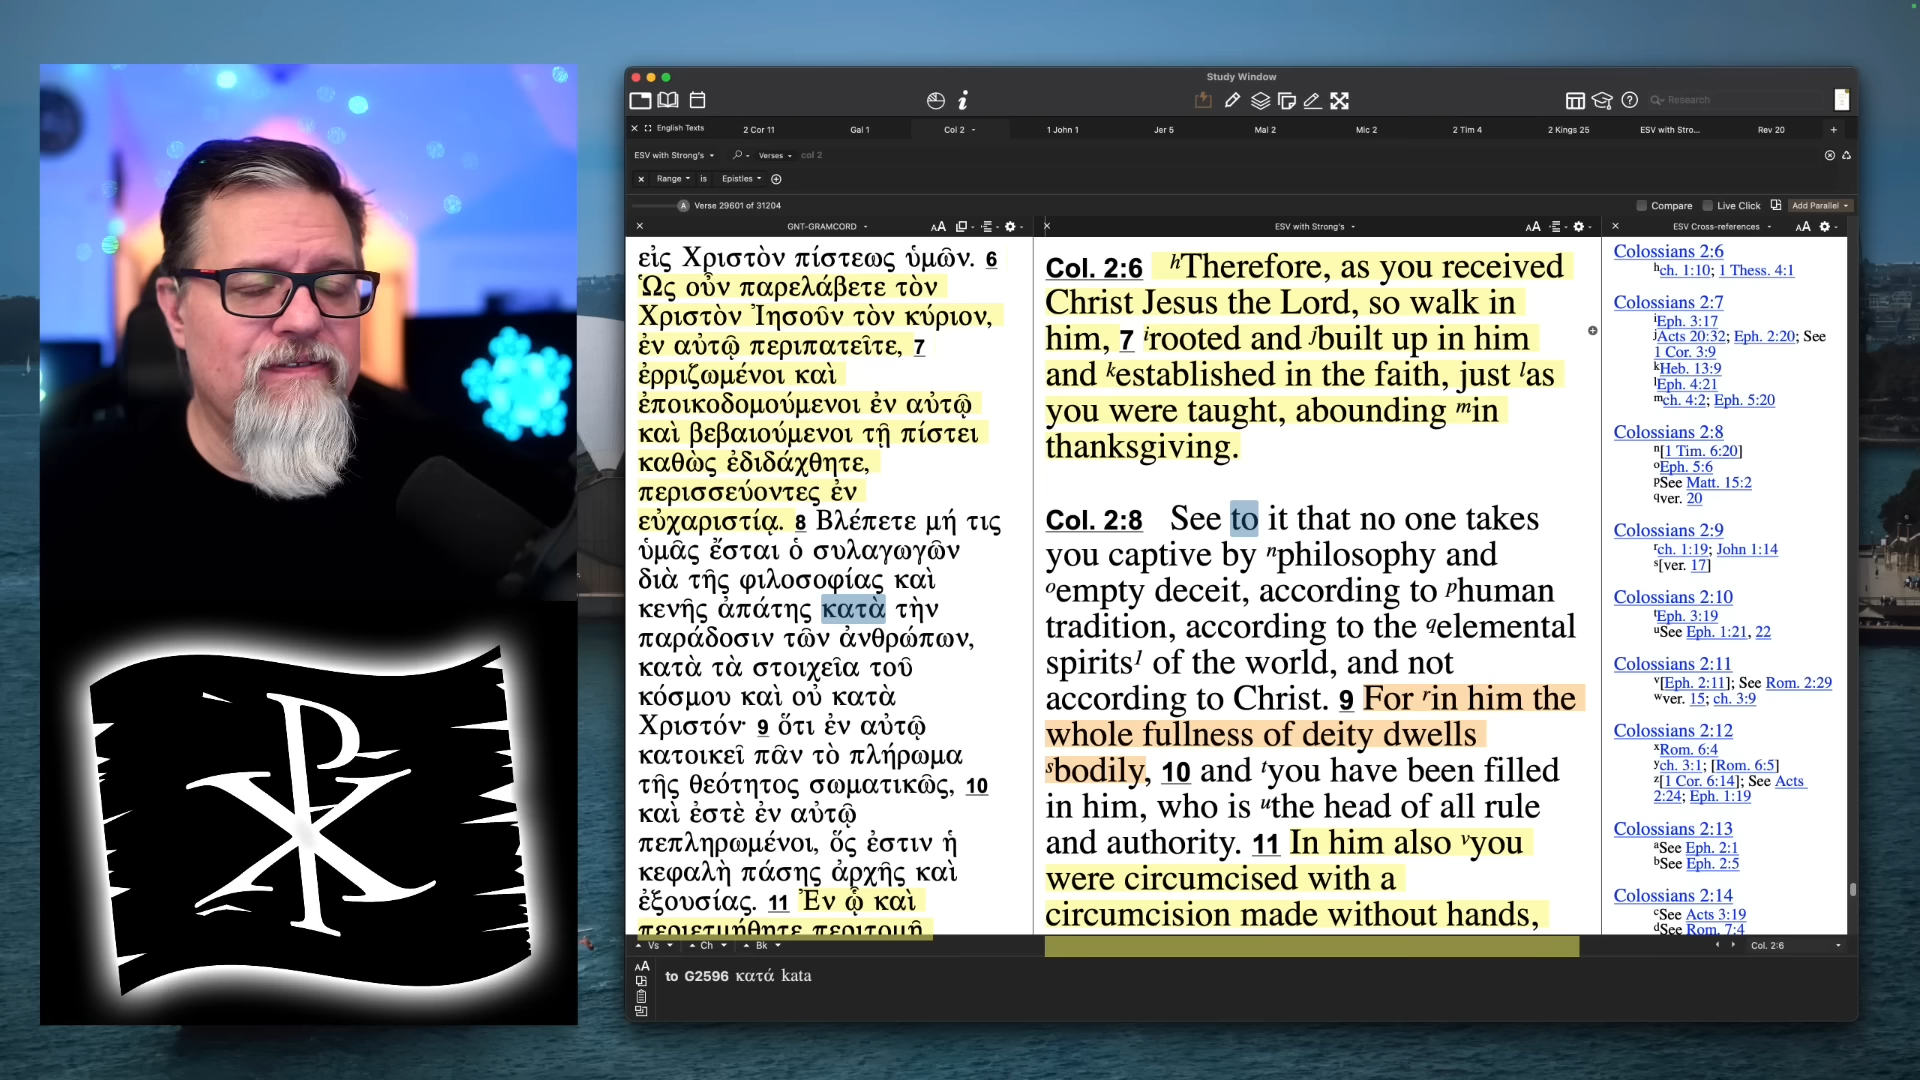 Study Window
Research
English Texts
2 Cor 11
Gal 1
Col 2
1 John 1
Jer 5
Mal 2
Mic 2
2 Tim 4
2 Kings 25
ESV with Stro...
Rev 20
ESV with Strong's
Verses
col 2
Range
is
Epistles
Verse 29601 of 31204
Compare
Live Click
Add Parallel
GNT-GRAMCORD
εἰς Χριστὸν πίστεως ὑμῶν. 6
Ὡς οὖν παρελάβετε τὸν
Χριστὸν Ἰησοῦν τὸν κύριον,
ἐν αὐτῷ περιπατεῖτε, 7
ἐρριζωμένοι καὶ
ἐποικοδομούμενοι ἐν αὐτῷ
καὶ βεβαιούμενοι τῇ πίστει
καθὼς ἐδιδάχθητε,
περισσεύοντες ἐν
εὐχαριστίᾳ. 8 Βλέπετε μή τις
ὑμᾶς ἔσται ὁ συλαγωγῶν
διὰ τῆς φιλοσοφίας καὶ
κενῆς ἀπάτης κατὰ τὴν
παράδοσιν τῶν ἀνθρώπων,
κατὰ τὰ στοιχεῖα τοῦ
κόσμου καὶ οὐ κατὰ
Χριστόν· 9 ὅτι ἐν αὐτῷ
κατοικεῖ πᾶν τὸ πλήρωμα
τῆς θεότητος σωματικῶς, 10
καὶ ἐστὲ ἐν αὐτῷ
πεπληρωμένοι, ὅς ἐστιν ἡ
κεφαλὴ πάσης ἀρχῆς καὶ
ἐξουσίας. 11 Ἐν ᾧ καὶ
περιετμήθητε περιτομῇ
ESV with Strong's
Col. 2:6 hTherefore, as you received
Christ Jesus the Lord, so walk in
him, 7 irooted and jbuilt up in him
and kestablished in the faith, just las
you were taught, abounding min
thanksgiving.
Col. 2:8 See to it that no one takes
you captive by nphilosophy and
oempty deceit, according to phuman
tradition, according to the qelemental
spirits1 of the world, and not
according to Christ. 9 For rin him the
whole fullness of deity dwells
sbodily, 10 and tyou have been filled
in him, who is uthe head of all rule
and authority. 11 In him also vyou
were circumcised with a
circumcision made without hands,
ESV Cross-references
Colossians 2:6
hch. 1:10; 1 Thess. 4:1
Colossians 2:7
iEph. 3:17
jActs 20:32; Eph. 2:20; See
1 Cor. 3:9
kHeb. 13:9
lEph. 4:21
mch. 4:2; Eph. 5:20
Colossians 2:8
n[1 Tim. 6:20]
oEph. 5:6
pSee Matt. 15:2
qver. 20
Colossians 2:9
rch. 1:19; John 1:14
s[ver. 17]
Colossians 2:10
tEph. 3:19
uSee Eph. 1:21, 22
Colossians 2:11
v[Eph. 2:11]; See Rom. 2:29
wver. 15; ch. 3:9
Colossians 2:12
xRom. 6:4
ych. 3:1; [Rom. 6:5]
z[1 Cor. 6:14]; See Acts
2:24; Eph. 1:19
Colossians 2:13
aSee Eph. 2:1
bSee Eph. 2:5
Colossians 2:14
cSee Acts 3:19
dSee Rom. 7:4
Vs
Ch
Bk
Col. 2:6
to G2596 κατά kata